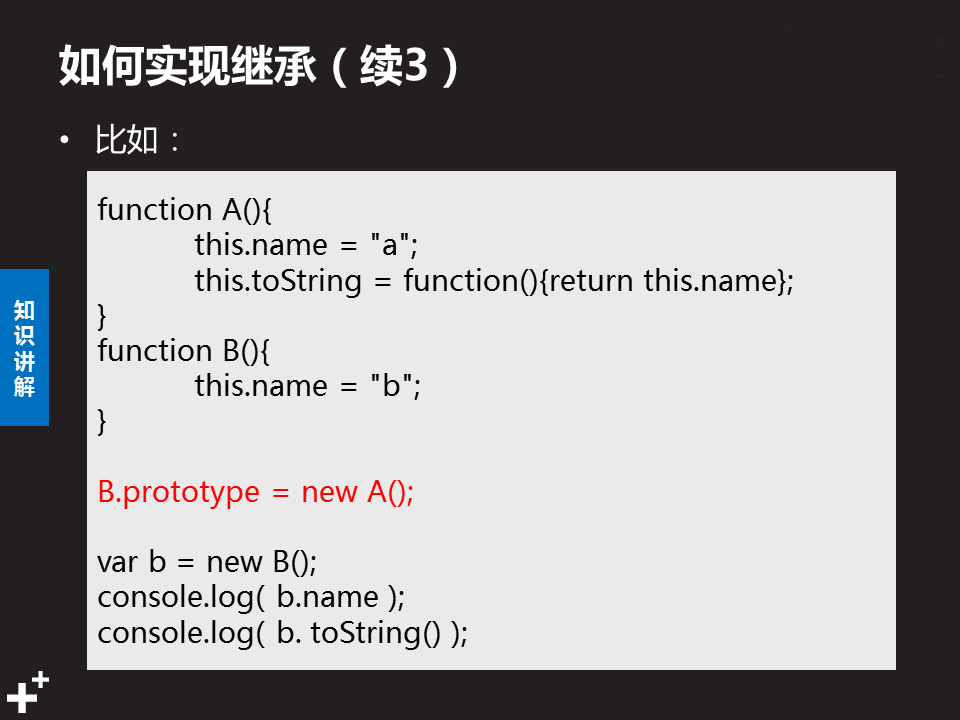 如何实现继承（续3）
• 比如：
function A(){
this.name = "a";
this.toString = function(){return this.name};
}
function B(){
this.name = "b";
}
B.prototype = new A();
var b = new B();
console.log( b.name );
console.log( b. toString() );
知
识
讲
解